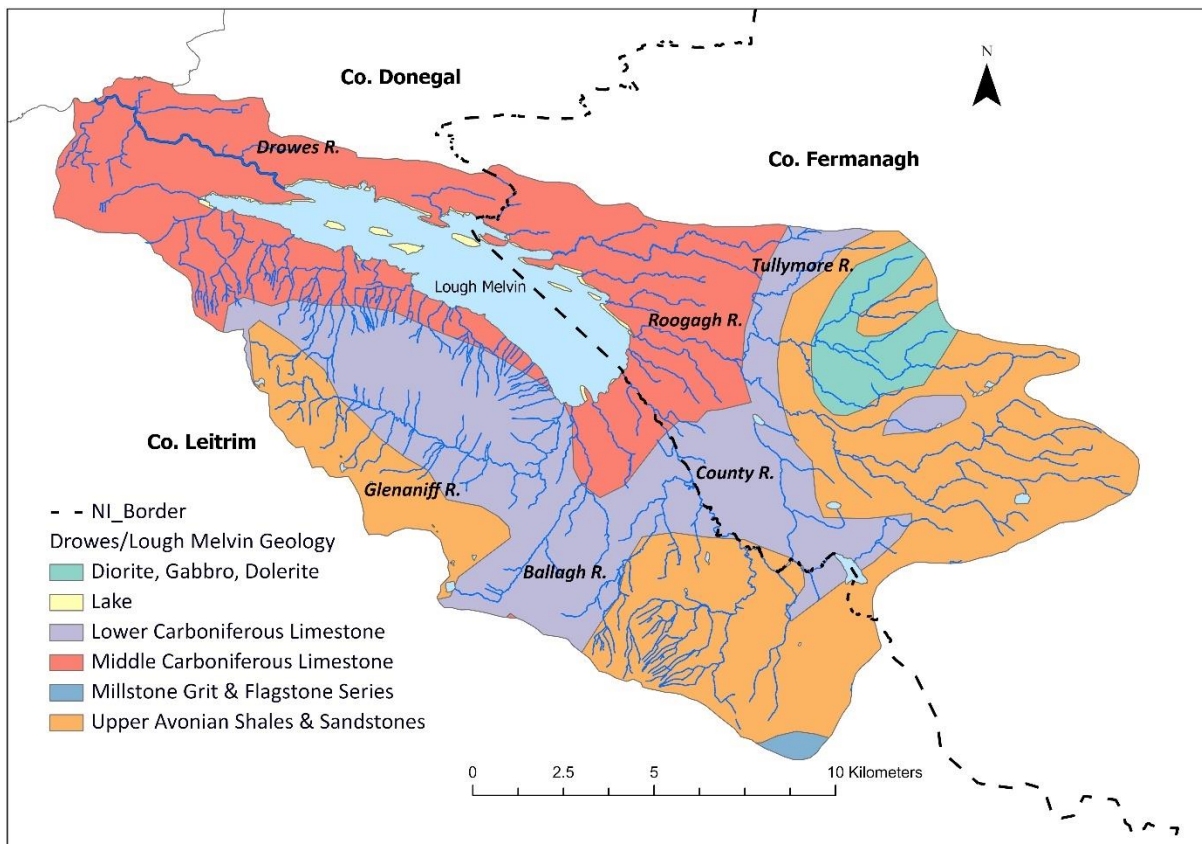 N
Co. Donegal
Co. Fermanagh
Drowes R.
Tullymore R.
Lough Melvin
Roogagh R.
Co. Leitrim
County R.
Glenaniff R.
Ballagh R.
NI_Border
Drowes/Lough Melvin Geology
Diorite, Gabbro, Dolerite
Lake
Lower Carboniferous Limestone
Middle Carboniferous Limestone
Millstone Grit & Flagstone Series
Upper Avonian Shales & Sandstones
0 2.5 5 10 Kilometers